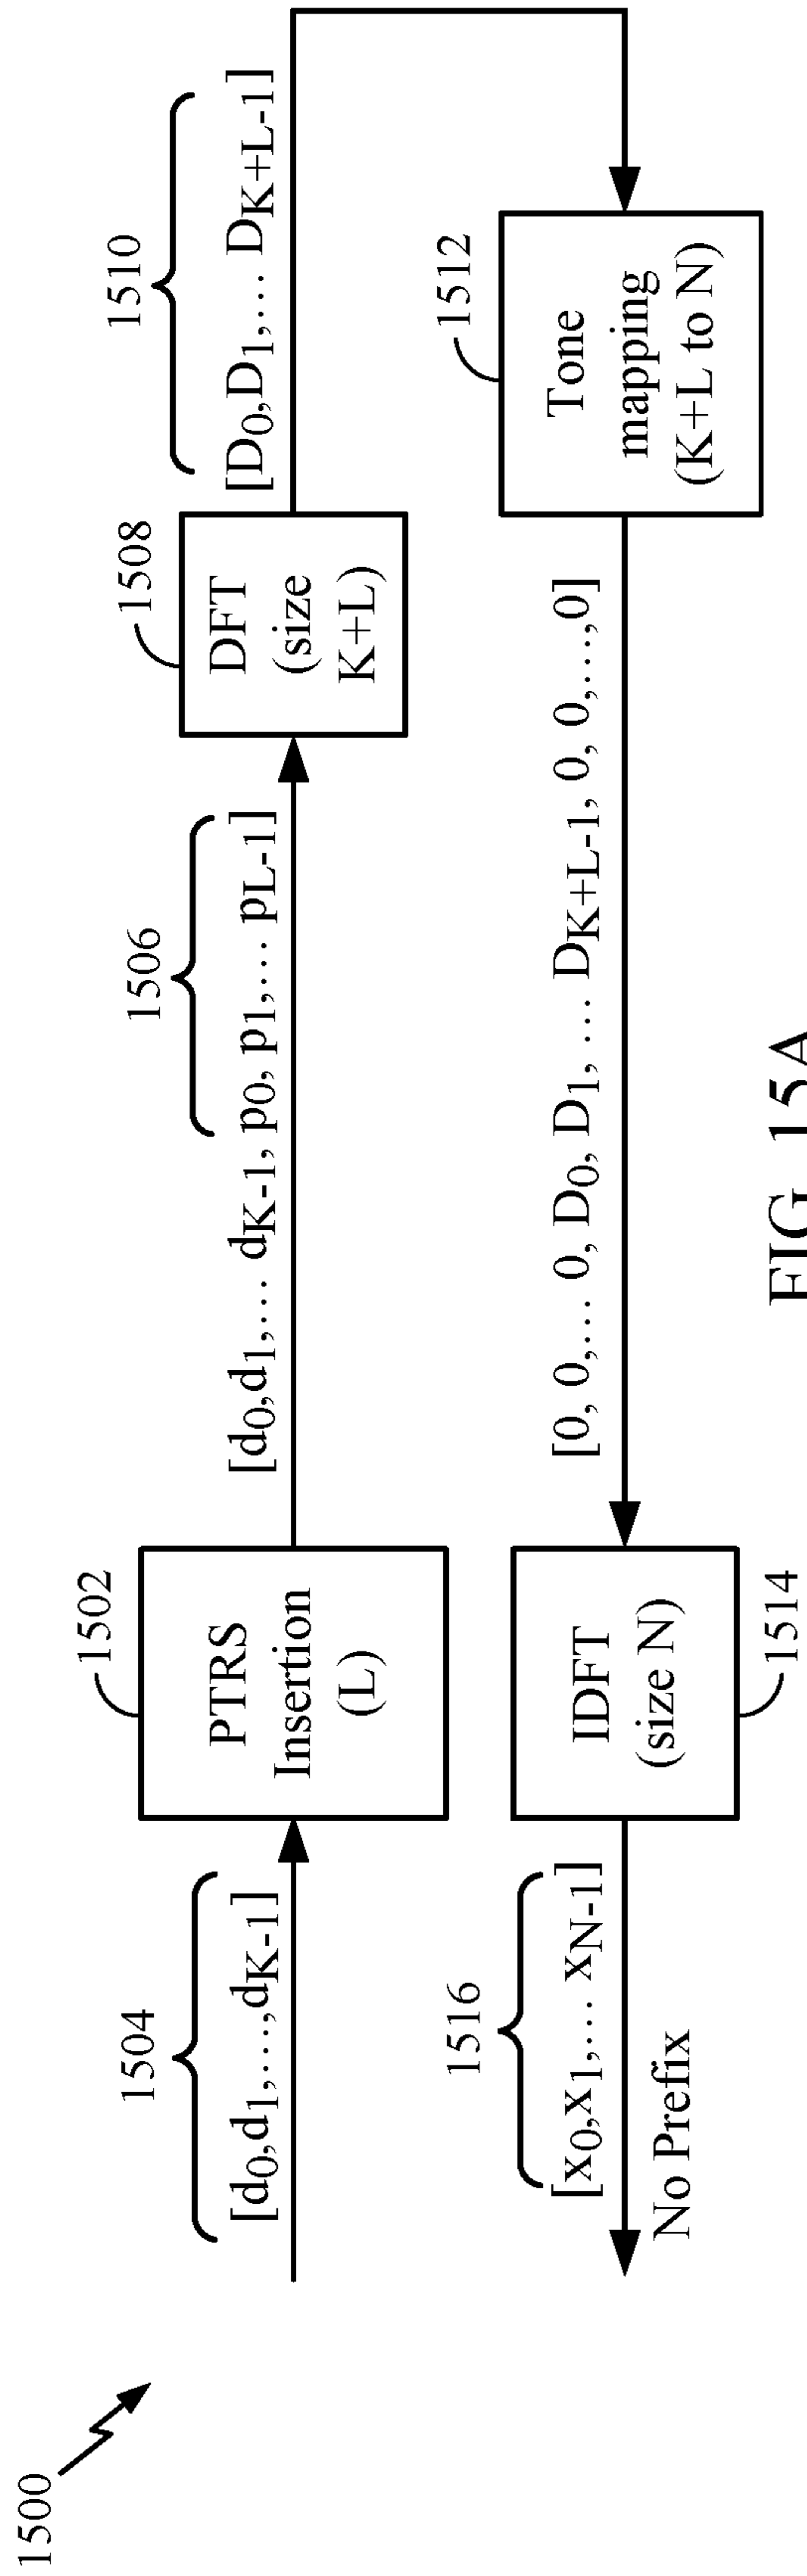 1500
1504
[d0,d1,...,dK-1]
1502
PTRS
Insertion
(L)
1506
[d0,d1,... dK-1, p0, p1,... pL-1]
1508
DFT
(size
K+L)
1510
[D0,D1,... DK+L-1]
1512
Tone
mapping
(K+L to N)
[0, 0,... 0, D0, D1, ... DK+L-1, 0, 0,...,0]
IDFT
(size N)
1514
1516
[x0,x1,... xN-1]
No Prefix
FIG. 15A